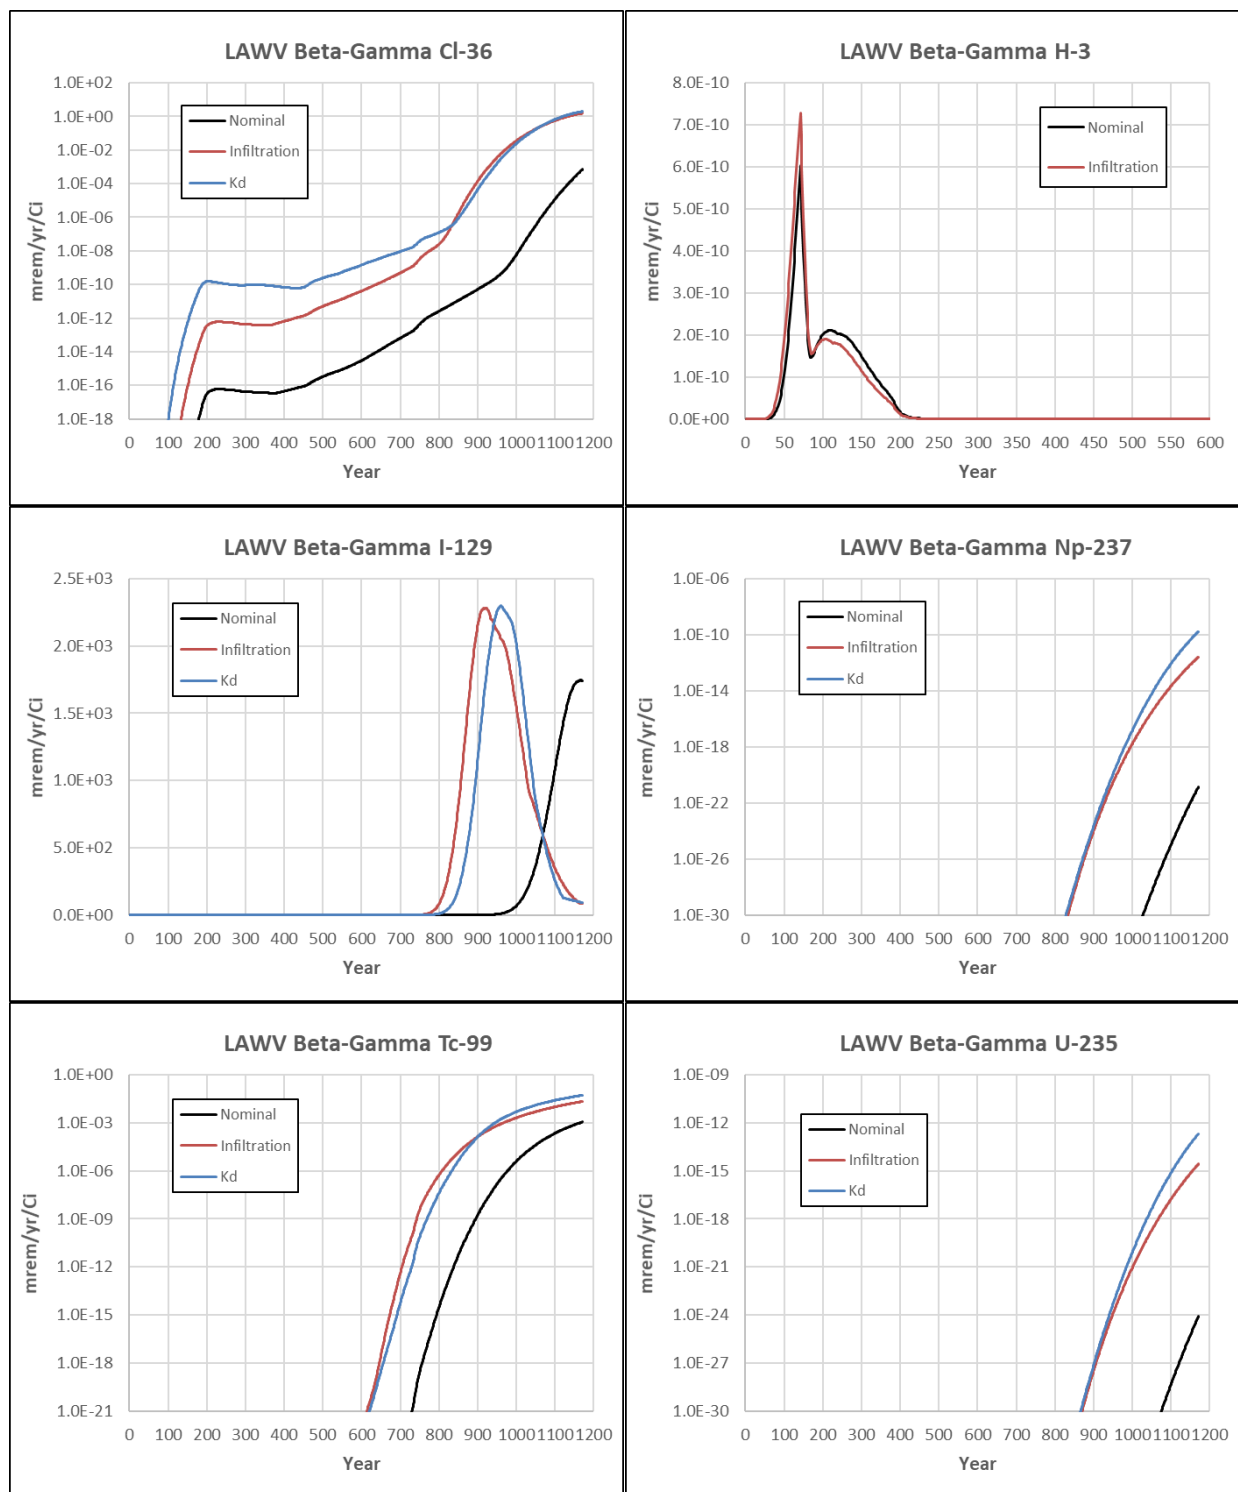 LAWV Beta-Gamma Cl-36
mrem/yr/Ci
1.0E+02
1.0E+00
1.0E-02
1.0E-04
1.0E-06
1.0E-08
1.0E-10
1.0E-12
1.0E-14
1.0E-16
1.0E-18
Nominal
Infiltration
Kd
0 100 200 300 400 500 600 700 800 900 1000 1100 1200
Year
LAWV Beta-Gamma H-3
mrem/yr/Ci
8.0E-10
7.0E-10
6.0E-10
5.0E-10
4.0E-10
3.0E-10
2.0E-10
1.0E-10
0.0E+00
Nominal
Infiltration
0 50 100 150 200 250 300 350 400 450 500 550 600
Year
LAWV Beta-Gamma I-129
mrem/yr/Ci
2.5E+03
2.0E+03
1.5E+03
1.0E+03
5.0E+02
0.0E+00
Nominal
Infiltration
Kd
0 100 200 300 400 500 600 700 800 900 1000 1100 1200
Year
LAWV Beta-Gamma Np-237
mrem/yr/Ci
1.0E-06
1.0E-10
1.0E-14
1.0E-18
1.0E-22
1.0E-26
1.0E-30
Nominal
Infiltration
Kd
0 100 200 300 400 500 600 700 800 900 1000 1100 1200
Year
LAWV Beta-Gamma Tc-99
mrem/yr/Ci
1.0E+00
1.0E-03
1.0E-06
1.0E-09
1.0E-12
1.0E-15
1.0E-18
1.0E-21
Nominal
Infiltration
Kd
0 100 200 300 400 500 600 700 800 900 1000 1100 1200
Year
LAWV Beta-Gamma U-235
mrem/yr/Ci
1.0E-09
1.0E-12
1.0E-15
1.0E-18
1.0E-21
1.0E-24
1.0E-27
1.0E-30
Nominal
Infiltration
Kd
0 100 200 300 400 500 600 700 800 900 1000 1100 1200
Year